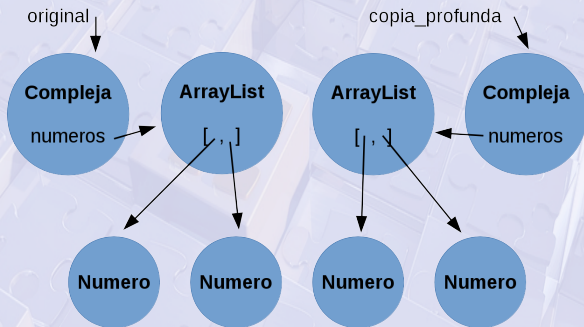 original
copia_profunda
Compleja
ArrayList
ArrayList
Compleja
numeros
[ , ]
[ , ]
numeros
Numero
Numero
Numero
Numero